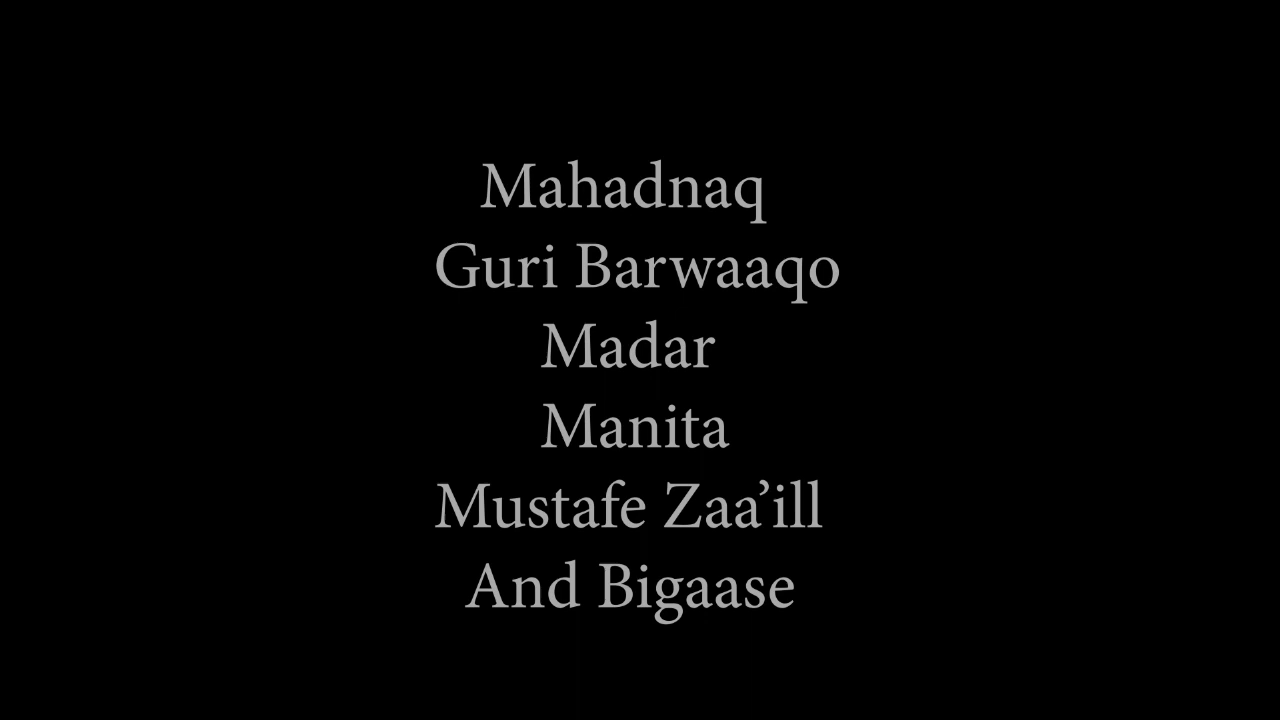 Mahadnaq
Guri Barwaaqo
Madar
Manita
Mustafe Zaa’ill
And Bigaase